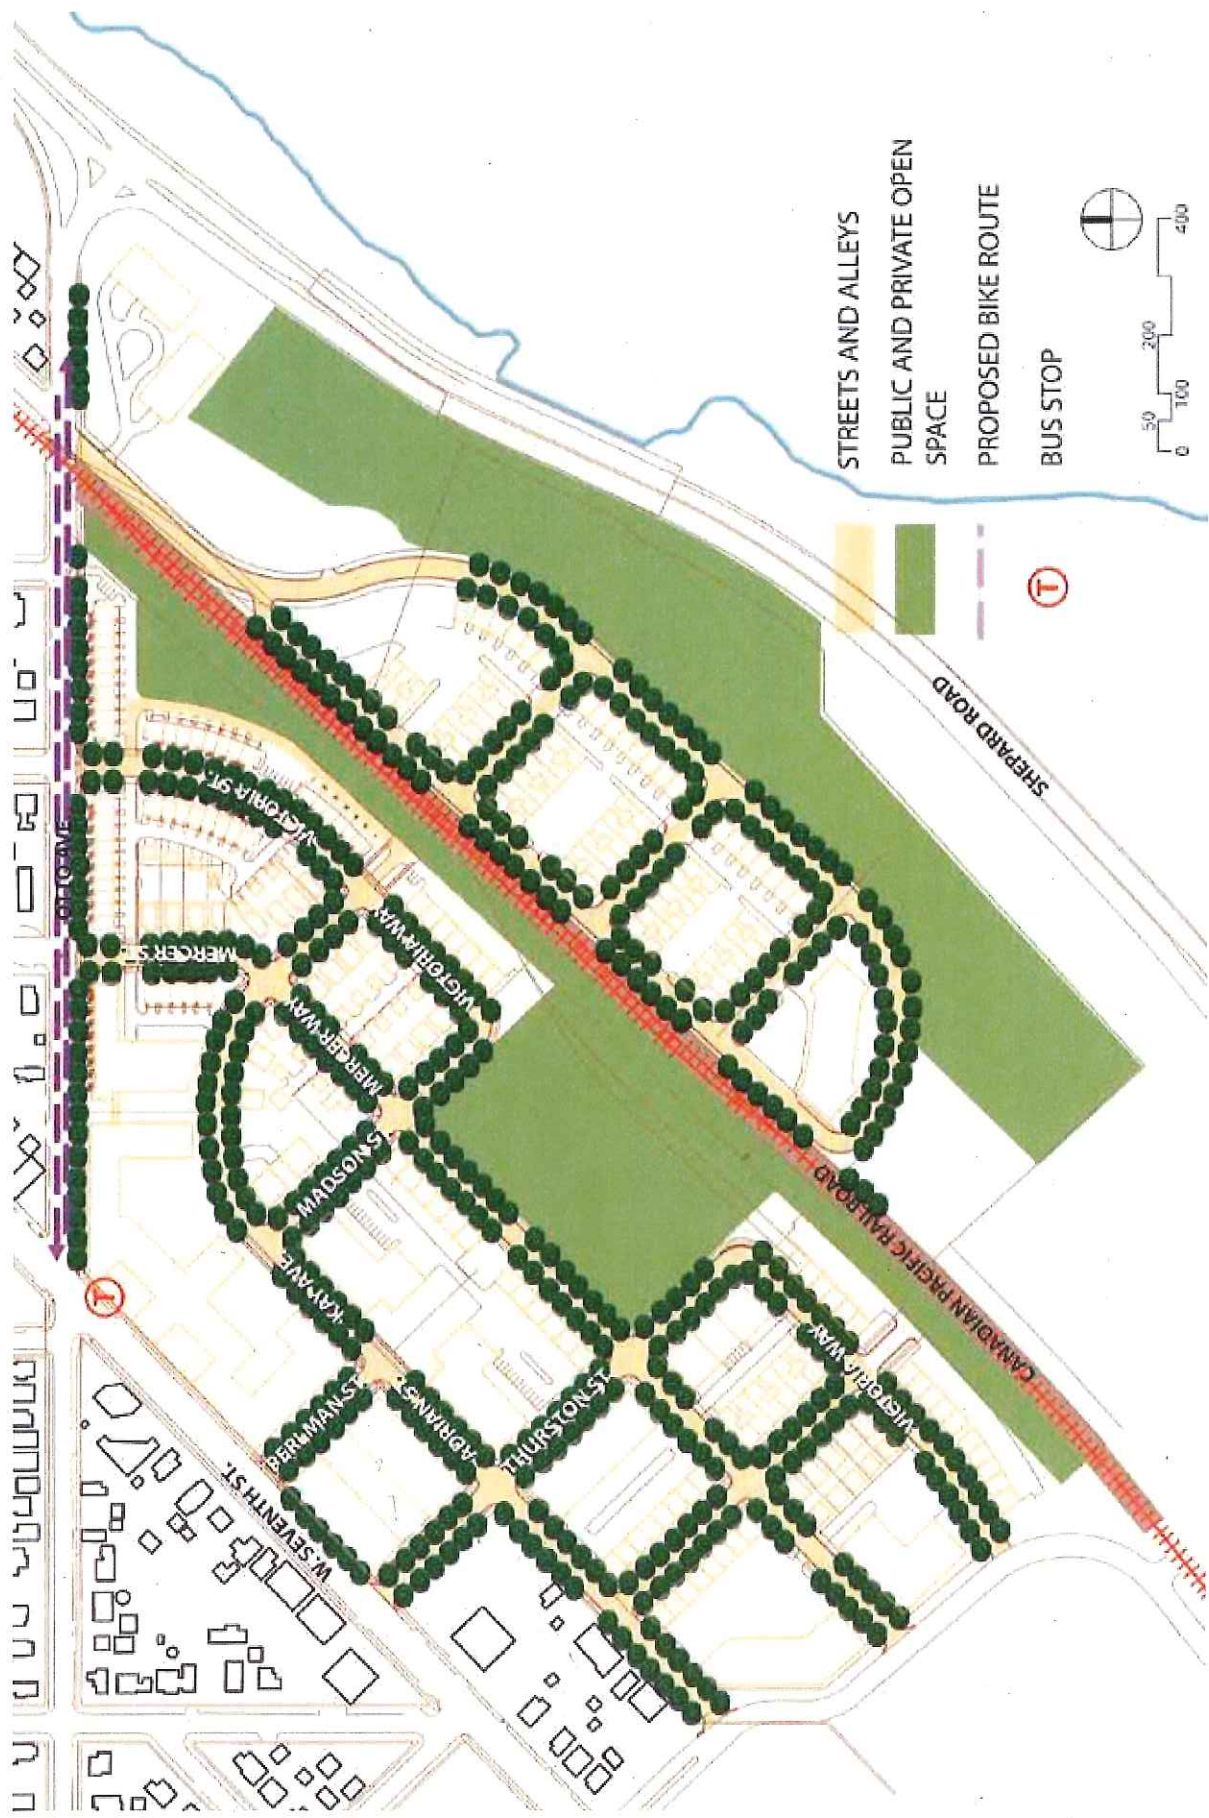 OTTO AVE
VICTORIA ST.
MERCER ST.
VICTORIA WAY
MERCER WAY
MADSON ST.
KAY AVE
PERLMAN ST.
ADRIAN S.
THURSTON ST.
VICTORIA WAY
VICTORIA
W. SEVENTH ST.
T
SHEPARD ROAD
CANADIAN PACIFIC RAILROAD
STREETS AND ALLEYS
PUBLIC AND PRIVATE OPEN
SPACE
PROPOSED BIKE ROUTE
T
BUS STOP
0 50 100 200 400